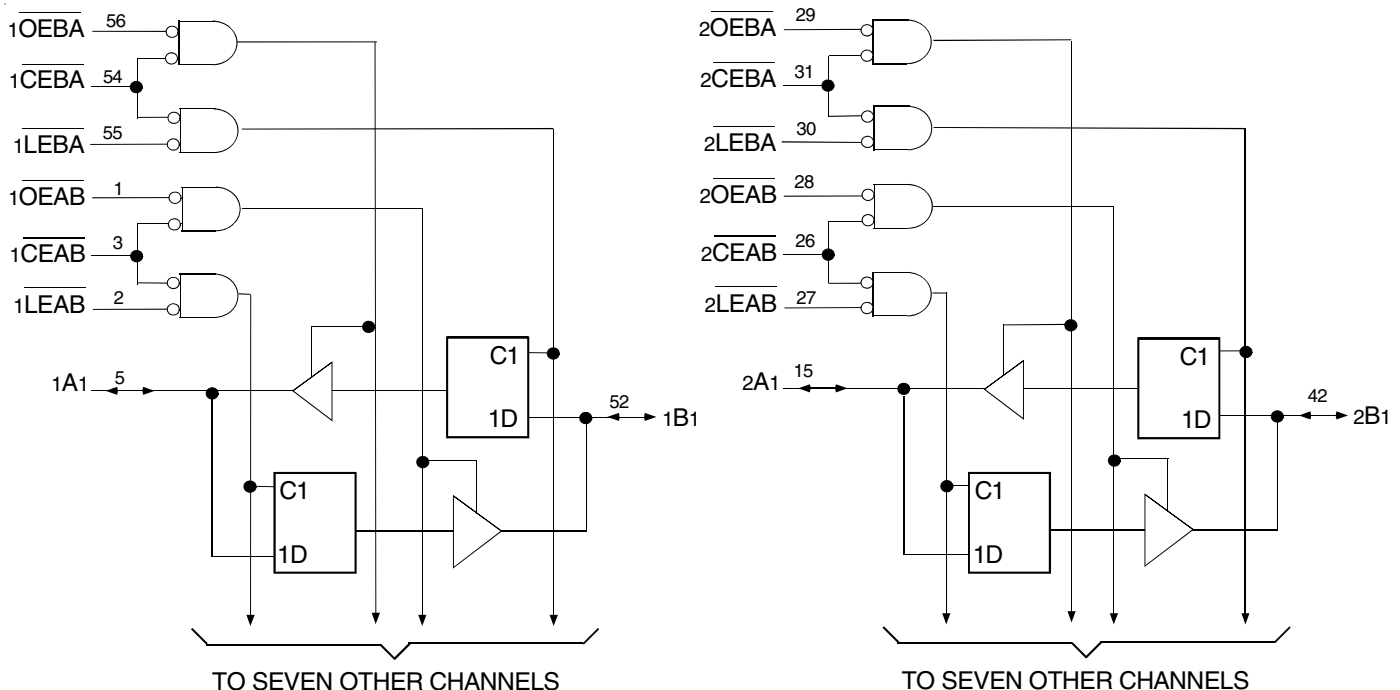 1OEBA 56
1CEBA 54
1LEBA 55
1OEAB 1
1CEAB 3
1LEAB 2
1A1 5
C1
1D
52 1B1
C1
1D
TO SEVEN OTHER CHANNELS
2OEBA 29
2CEBA 31
2LEBA 30
2OEAB 28
2CEAB 26
2LEAB 27
2A1 15
C1
1D
42 2B1
C1
1D
TO SEVEN OTHER CHANNELS